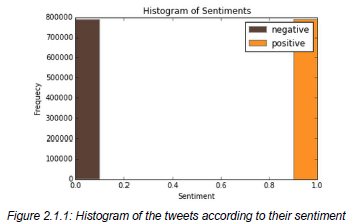 Histogram of Sentiments
800000
700000
600000
500000
400000
300000
200000
100000
0
Frequecy
negative
positive
0.0 0.2 0.4 0.6 0.8 1.0
Sentiment
Figure 2.1.1: Histogram of the tweets according to their sentiment